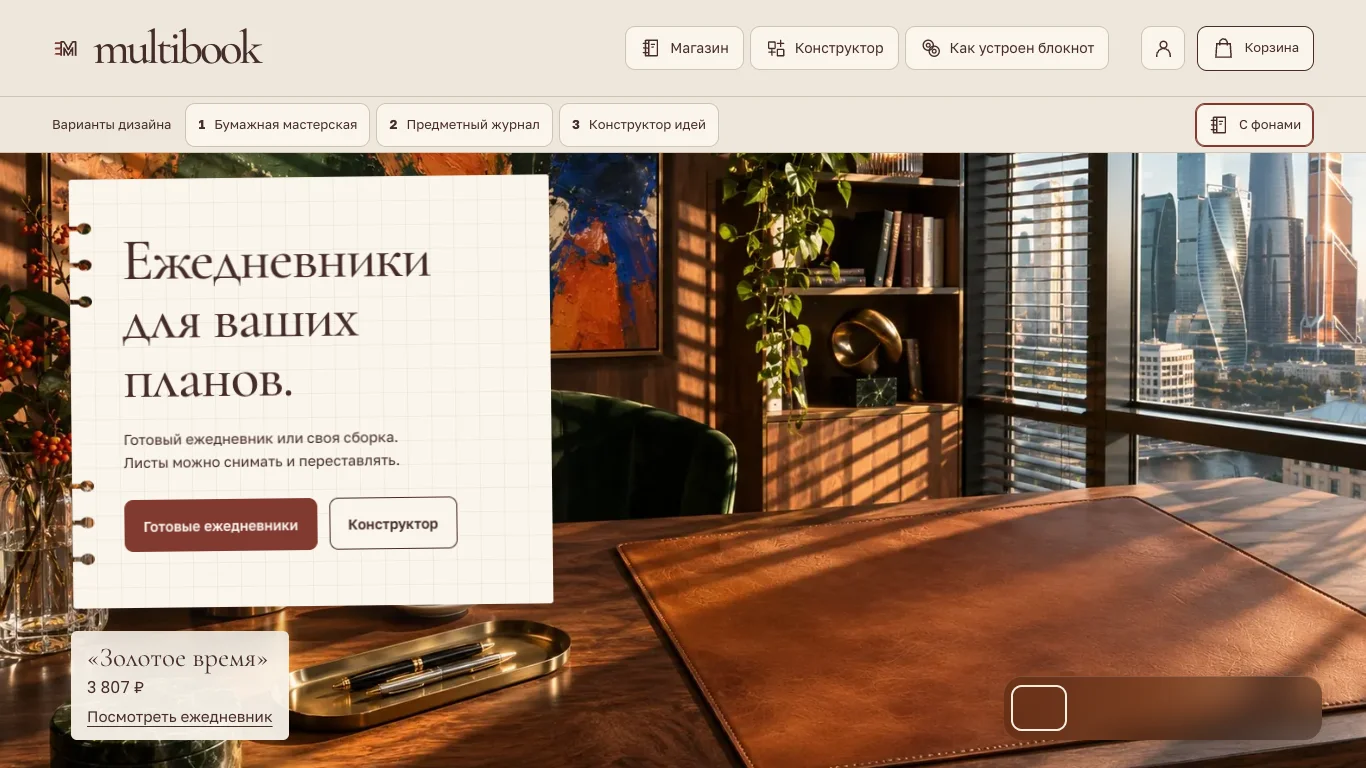 multibook
Магазин
Конструктор
Как устроен блокнот
Корзина
Варианты дизайна
1 Бумажная мастерская
2 Предметный журнал
3 Конструктор идей
С фонами
Ежедневники
для ваших
планов.
Готовый ежедневник или своя сборка.
Листы можно снимать и переставлять.
Готовые ежедневники
Конструктор
«Золотое время»
3 807 ₽
Посмотреть ежедневник